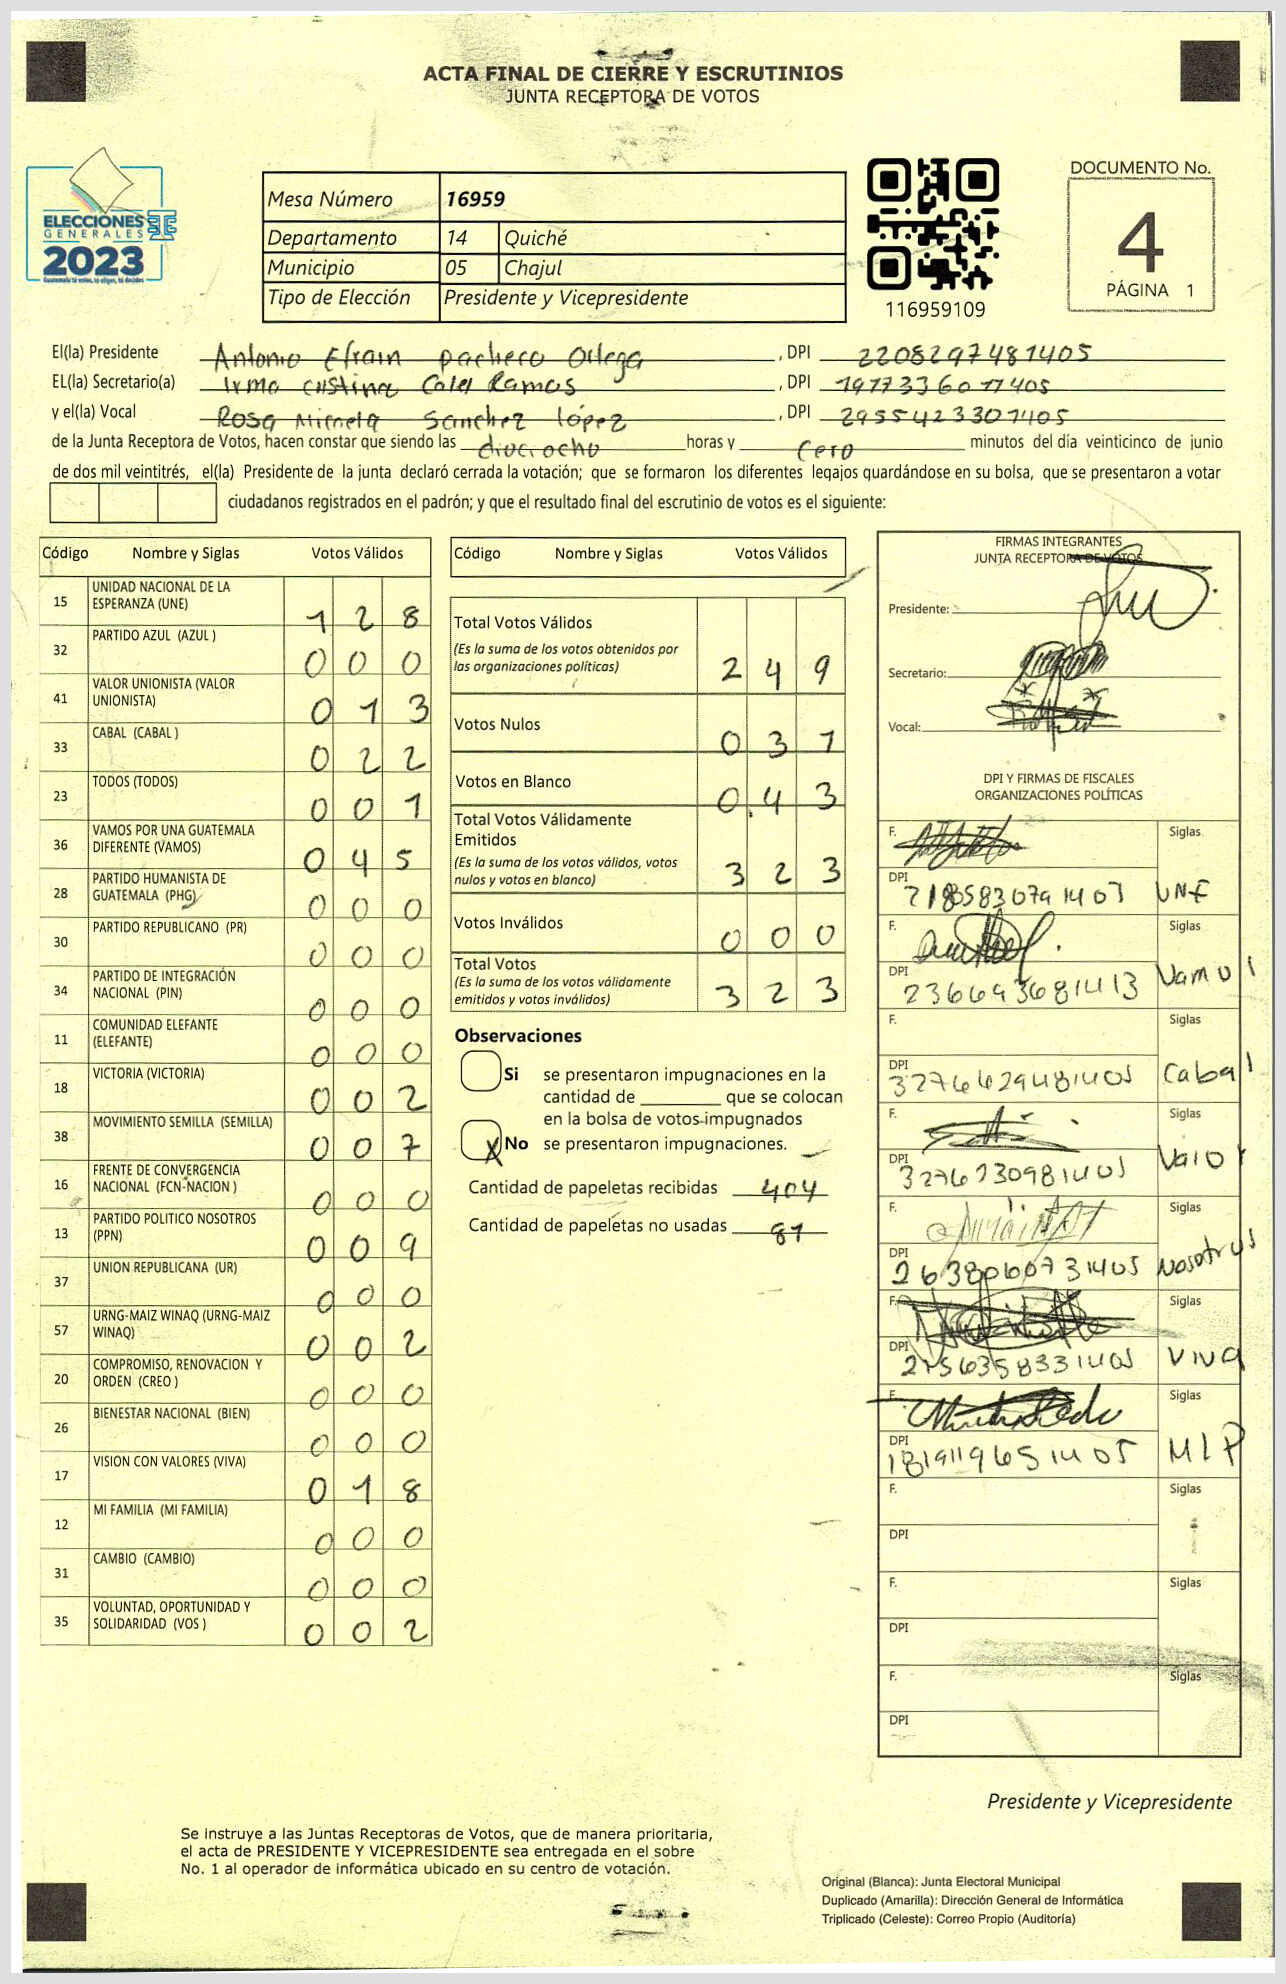 ACTA FINAL DE CIERRE Y ESCRUTINIOS
JUNTA RECEPTORA DE VOTOS
ELECCIONES
GENERALES
2023
Guatemala tú votas, tú eliges, tú decides
Mesa Número 16959
Departamento 14 Quiché
Municipio 05 Chajul
Tipo de Elección Presidente y Vicepresidente
116959109
DOCUMENTO No.
4
PÁGINA 1
El(la) Presidente Antonio Efrain Pacheco Ortega , DPI 2208297481405
EL(la) Secretario(a) Irma Cristina Ramos , DPI 1977336011405
y el(la) Vocal Rosa Micaela Sanchez López , DPI 2955423301405
de la Junta Receptora de Votos, hacen constar que siendo las dieciocho horas y cero minutos del día veinticinco de junio
de dos mil veintitrés, el(la) Presidente de la junta declaró cerrada la votación; que se formaron los diferentes legajos guardándose en su bolsa, que se presentaron a votar
ciudadanos registrados en el padrón; y que el resultado final del escrutinio de votos es el siguiente:
Código Nombre y Siglas Votos Válidos
15 UNIDAD NACIONAL DE LA ESPERANZA (UNE) 1 2 8
32 PARTIDO AZUL (AZUL ) 0 0 0
41 VALOR UNIONISTA (VALOR UNIONISTA) 0 1 3
33 CABAL (CABAL ) 0 2 2
23 TODOS (TODOS) 0 0 1
36 VAMOS POR UNA GUATEMALA DIFERENTE (VAMOS) 0 4 5
28 PARTIDO HUMANISTA DE GUATEMALA (PHG) 0 0 0
30 PARTIDO REPUBLICANO (PR) 0 0 0
34 PARTIDO DE INTEGRACIÓN NACIONAL (PIN) 0 0 0
11 COMUNIDAD ELEFANTE (ELEFANTE) 0 0 0
18 VICTORIA (VICTORIA) 0 0 2
38 MOVIMIENTO SEMILLA (SEMILLA) 0 0 7
16 FRENTE DE CONVERGENCIA NACIONAL (FCN-NACION ) 0 0 0
13 PARTIDO POLITICO NOSOTROS (PPN) 0 0 9
37 UNION REPUBLICANA (UR) 0 0 0
57 URNG-MAIZ WINAQ (URNG-MAIZ WINAQ) 0 0 2
20 COMPROMISO, RENOVACION Y ORDEN (CREO ) 0 0 0
26 BIENESTAR NACIONAL (BIEN) 0 0 0
17 VISION CON VALORES (VIVA) 0 1 8
12 MI FAMILIA (MI FAMILIA) 0 0 0
31 CAMBIO (CAMBIO) 0 0 0
35 VOLUNTAD, OPORTUNIDAD Y SOLIDARIDAD (VOS ) 0 0 2
Código Nombre y Siglas Votos Válidos
Total Votos Válidos
(Es la suma de los votos obtenidos por
las organizaciones políticas) 2 4 9
Votos Nulos 0 3 1
Votos en Blanco 0 4 3
Total Votos Válidamente
Emitidos
(Es la suma de los votos válidos, votos
nulos y votos en blanco) 3 2 3
Votos Inválidos 0 0 0
Total Votos
(Es la suma de los votos válidamente
emitidos y votos inválidos) 3 2 3
Observaciones
Si se presentaron impugnaciones en la
cantidad de ________ que se colocan
en la bolsa de votos impugnados
X No se presentaron impugnaciones.
Cantidad de papeletas recibidas 404
Cantidad de papeletas no usadas 81
FIRMAS INTEGRANTES
JUNTA RECEPTORA DE VOTOS
Presidente:
Secretario:
Vocal:
DPI Y FIRMAS DE FISCALES
ORGANIZACIONES POLÍTICAS
F. Siglas
DPI 2185830791403 UNE
F. Siglas
DPI 2366936811413 Vamos
F. Siglas
DPI 3276629481405 Cabal
F. Siglas
DPI 3276230981405 Valor
F. Siglas
DPI 2638060731405 Nosotros
F. Siglas
DPI 2756358331405 VIVA
F. Siglas
DPI 1819119651405 MLP
F. Siglas
DPI
F. Siglas
DPI
F. Siglas
DPI
Presidente y Vicepresidente
Se instruye a las Juntas Receptoras de Votos, que de manera prioritaria,
el acta de PRESIDENTE Y VICEPRESIDENTE sea entregada en el sobre
No. 1 al operador de informática ubicado en su centro de votación.
Original (Blanca): Junta Electoral Municipal
Duplicado (Amarilla): Dirección General de Informática
Triplicado (Celeste): Correo Propio (Auditoría)